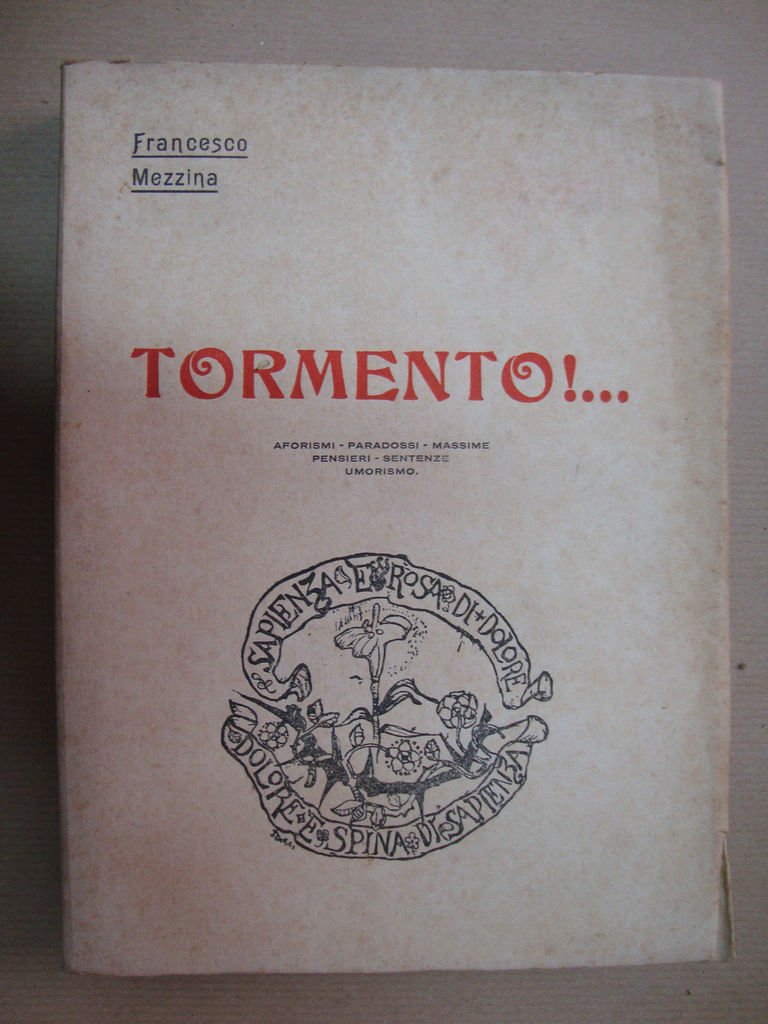 Francesco
Mezzina
TORMENTO!...
AFORISMI - PARADOSSI - MASSIME
PENSIERI - SENTENZE
UMORISMO.
SAPIENZA E ROSA DI DOLORE
DOLORE E SPINA DI SAPIENZA